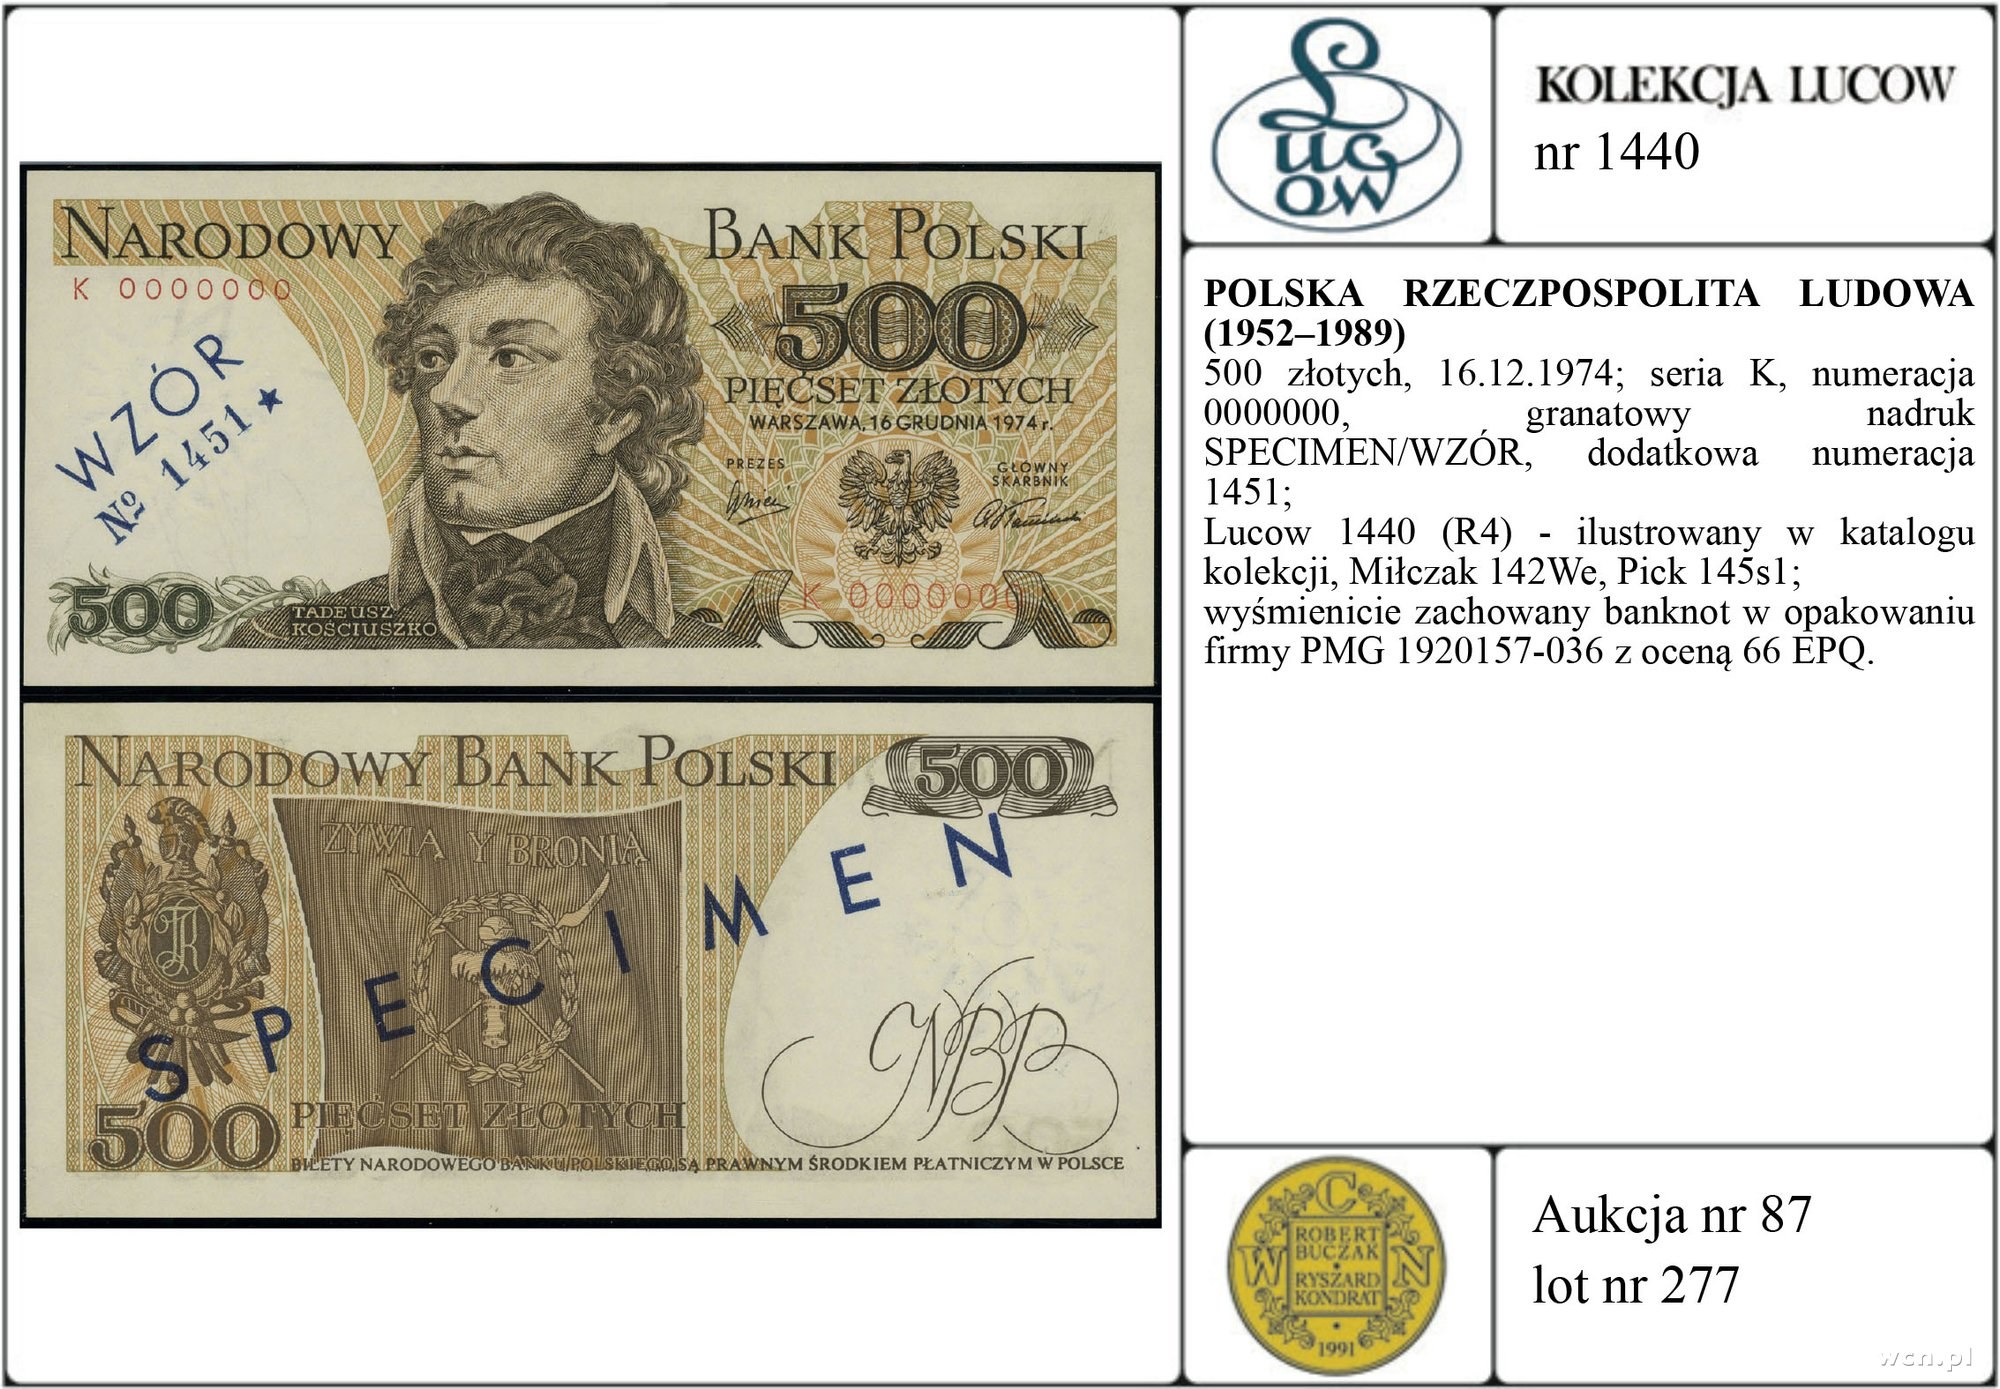 NARODOWY BANK POLSKI
K 0000000
WZÓR
№ 1451 ★
500
PIĘĆSET ZŁOTYCH
WARSZAWA, 16 GRUDNIA 1974 r.
PREZES
GŁÓWNY
SKARBNIK
K 0000000
500
TADEUSZ
KOŚCIUSZKO
NARODOWY BANK POLSKI
500
ŻYWIĄ Y BRONIĄ
SPECIMEN
NBP
500 PIĘĆSET ZŁOTYCH
BILETY NARODOWEGO BANKU POLSKIEGO SĄ PRAWNYM ŚRODKIEM PŁATNICZYM W POLSCE
Lucow
KOLEKCJA LUCOW
nr 1440
POLSKA RZECZPOSPOLITA LUDOWA
(1952–1989)
500 złotych, 16.12.1974; seria K, numeracja
0000000, granatowy nadruk
SPECIMEN/WZÓR, dodatkowa numeracja
1451;
Lucow 1440 (R4) - ilustrowany w katalogu
kolekcji, Miłczak 142We, Pick 145s1;
wyśmienicie zachowany banknot w opakowaniu
firmy PMG 1920157-036 z oceną 66 EPQ.
WCN
ROBERT
BUCZAK
RYSZARD
KONDRAT
1991
Aukcja nr 87
lot nr 277
wcn.pl